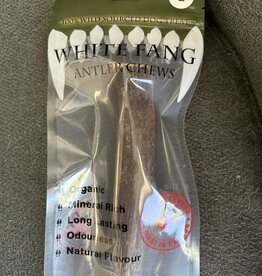 100% WILD SOURCED DOG TREAT
WHITE FANG
ANTLER CHEWS
Organic
Mineral Rich
Long Lasting
Odourless
Natural Flavour